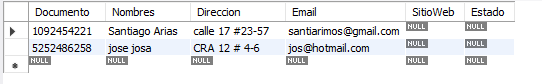 Documento Nombres Direccion Email SitioWeb Estado
1092454221 Santiago Arias calle 17 #23-57 santiarimos@gmail.com NULL NULL
5252486258 jose josa CRA 12 # 4-6 jos@hotmail.com NULL NULL
NULL NULL NULL NULL NULL NULL